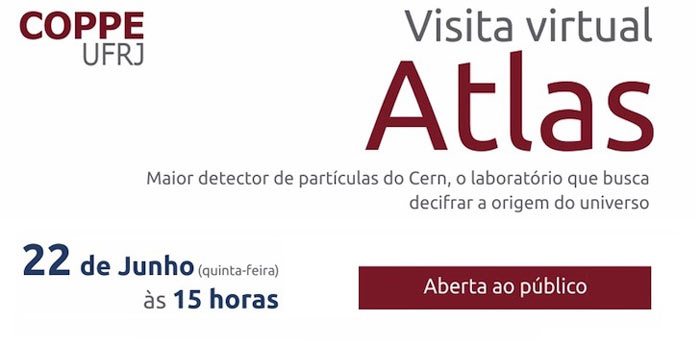 COPPE
UFRJ
Visita virtual
Atlas
Maior detector de partículas do Cern, o laboratório que busca
decifrar a origem do universo
22 de Junho (quinta-feira)
às 15 horas
Aberta ao público